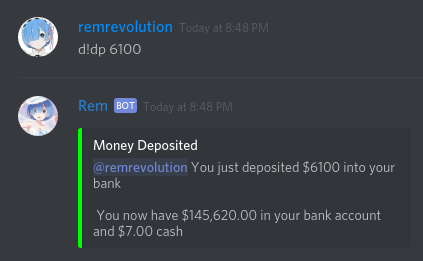 remrevolution Today at 8:48 PM
d!dp 6100
Rem BOT Today at 8:48 PM
Money Deposited
@remrevolution You just deposited $6100 into your
bank
You now have $145,620.00 in your bank account
and $7.00 cash